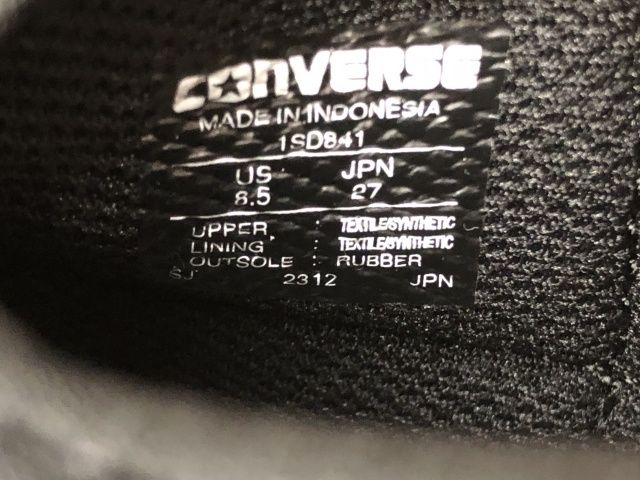 CONVERSE
MADE IN INDONESIA
1SD841
US JPN
8.5 27
UPPER : TEXTILE/SYNTHETIC
LINING : TEXTILE/SYNTHETIC
OUTSOLE : RUBBER
SJ 2312 JPN